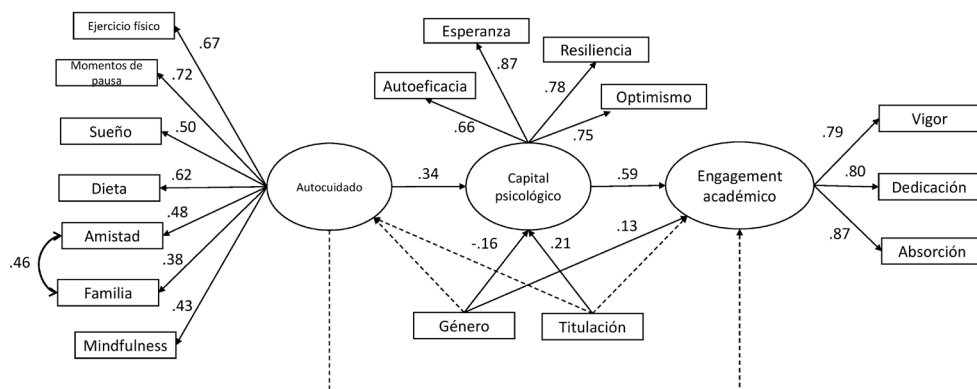 Ejercicio físico
.67
Momentos de
pausa
.72
Sueño
.50
Dieta
.62
Amistad
.48
.46
Familia
.38
Mindfulness
.43
Autocuidado
.34
Esperanza
.87
Resiliencia
.78
Autoeficacia
.66
Optimismo
.75
Capital
psicológico
.59
Engagement
académico
-.16
.21
.13
Género
Titulación
Vigor
.79
Dedicación
.80
Absorción
.87